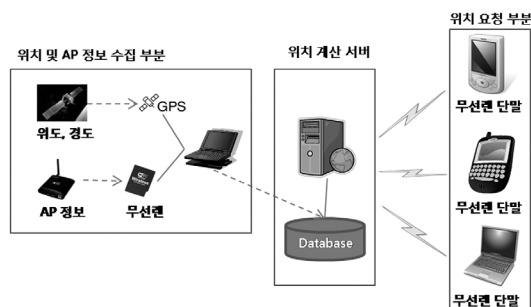 위치 및 AP 정보 수집 부분
위도, 경도
GPS
AP 정보
무선랜
위치 계산 서버
Database
위치 요청 부분
무선랜 단말
무선랜 단말
무선랜 단말